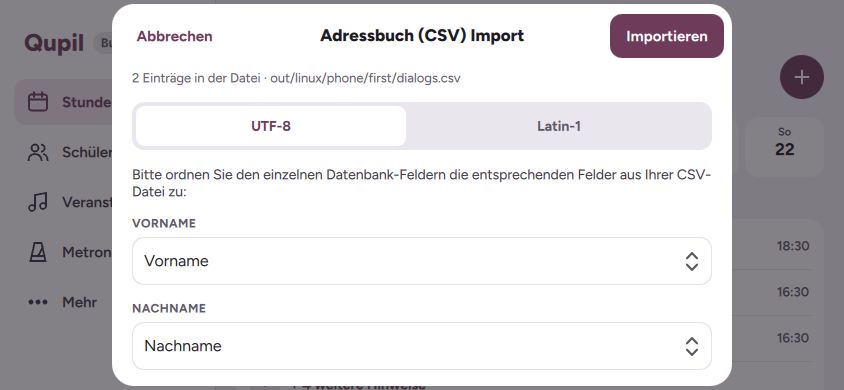 Qupil
Abbrechen
Adressbuch (CSV) Import
Importieren
2 Einträge in der Datei · out/linux/phone/first/dialogs.csv
UTF-8
Latin-1
Bitte ordnen Sie den einzelnen Datenbank-Feldern die entsprechenden Felder aus Ihrer CSV-
Datei zu:
VORNAME
Vorname
NACHNAME
Nachname
Stunde
Schüler
Veranst
Metron
Mehr
So
22
18:30
16:30
16:30